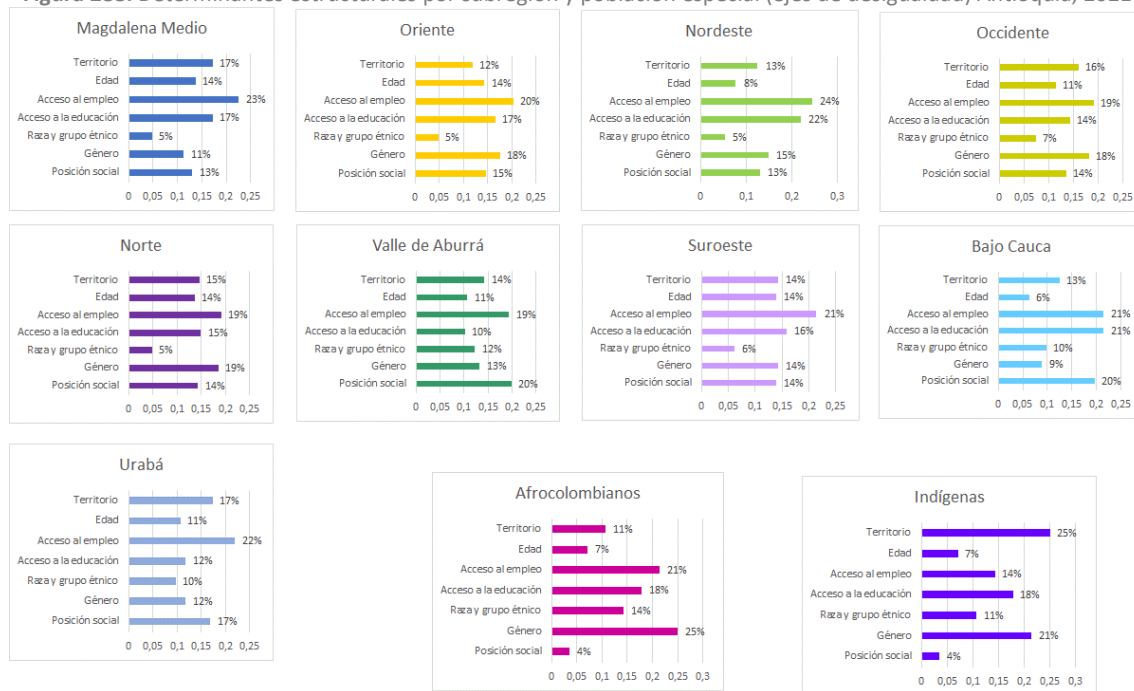 Magdalena Medio
Territorio 17%
Edad 14%
Acceso al empleo 23%
Acceso a la educación 17%
Raza y grupo étnico 5%
Género 11%
Posición social 13%
0 0,05 0,1 0,15 0,2 0,25
Oriente
Territorio 12%
Edad 14%
Acceso al empleo 20%
Acceso a la educación 17%
Raza y grupo étnico 5%
Género 18%
Posición social 15%
0 0,05 0,1 0,15 0,2 0,25
Nordeste
Territorio 13%
Edad 8%
Acceso al empleo 24%
Acceso a la educación 22%
Raza y grupo étnico 5%
Género 15%
Posición social 13%
0 0,1 0,2 0,3
Occidente
Territorio 16%
Edad 11%
Acceso al empleo 19%
Acceso a la educación 14%
Raza y grupo étnico 7%
Género 18%
Posición social 14%
0 0,05 0,1 0,15 0,2 0,25
Norte
Territorio 15%
Edad 14%
Acceso al empleo 19%
Acceso a la educación 15%
Raza y grupo étnico 5%
Género 19%
Posición social 14%
0 0,05 0,1 0,15 0,2 0,25
Valle de Aburrá
Territorio 14%
Edad 11%
Acceso al empleo 19%
Acceso a la educación 10%
Raza y grupo étnico 12%
Género 13%
Posición social 20%
0 0,05 0,1 0,15 0,2 0,25
Suroeste
Territorio 14%
Edad 14%
Acceso al empleo 21%
Acceso a la educación 16%
Raza y grupo étnico 6%
Género 14%
Posición social 14%
0 0,05 0,1 0,15 0,2 0,25
Bajo Cauca
Territorio 13%
Edad 6%
Acceso al empleo 21%
Acceso a la educación 21%
Raza y grupo étnico 10%
Género 9%
Posición social 20%
0 0,05 0,1 0,15 0,2 0,25
Urabá
Territorio 17%
Edad 11%
Acceso al empleo 22%
Acceso a la educación 12%
Raza y grupo étnico 10%
Género 12%
Posición social 17%
0 0,05 0,1 0,15 0,2 0,25
Afrocolombianos
Territorio 11%
Edad 7%
Acceso al empleo 21%
Acceso a la educación 18%
Raza y grupo étnico 14%
Género 25%
Posición social 4%
0 0,05 0,1 0,15 0,2 0,25 0,3
Indígenas
Territorio 25%
Edad 7%
Acceso al empleo 14%
Acceso a la educación 18%
Raza y grupo étnico 11%
Género 21%
Posición social 4%
0 0,05 0,1 0,15 0,2 0,25 0,3